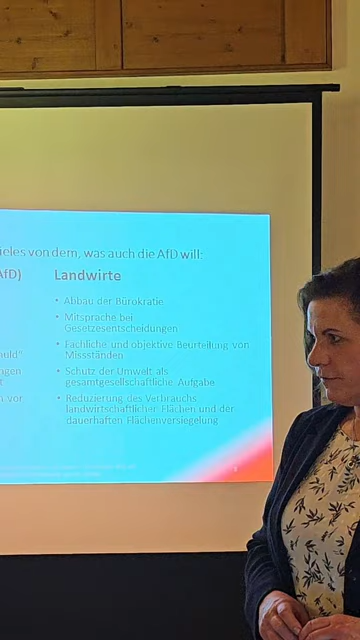 ieles von dem, was auch die AfD will:
AfD) Landwirte
• Abbau der Bürokratie
• Mitsprache bei
Gesetzesentscheidungen
• Fachliche und objektive Beurteilung von
Missständen
• Schutz der Umwelt als
gesamtgesellschaftliche Aufgabe
• Reduzierung des Verbrauchs
landwirtschaftlicher Flächen und der
dauerhaften Flächenversiegelung